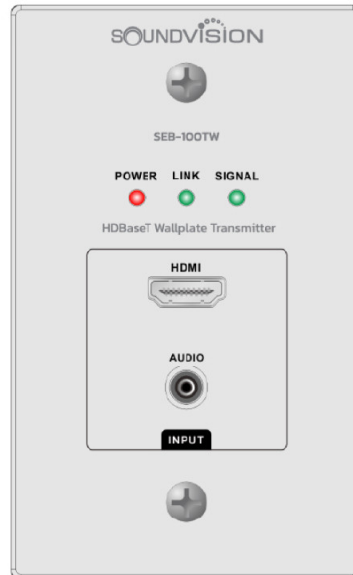 SOUNDVISION
SEB-100TW
POWER LINK SIGNAL
HDBaseT Wallplate Transmitter
HDMI
AUDIO
INPUT